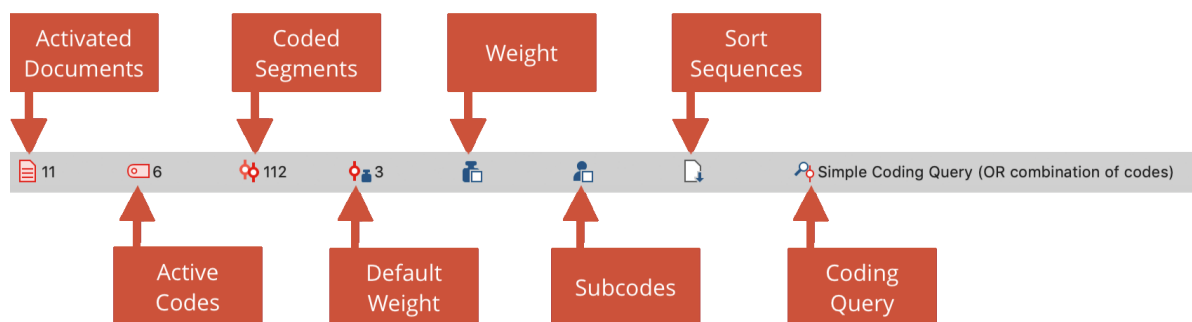 Activated
Documents
Coded
Segments
Weight
Sort
Sequences
11
6
112
3
Simple Coding Query (OR combination of codes)
Active
Codes
Default
Weight
Subcodes
Coding
Query